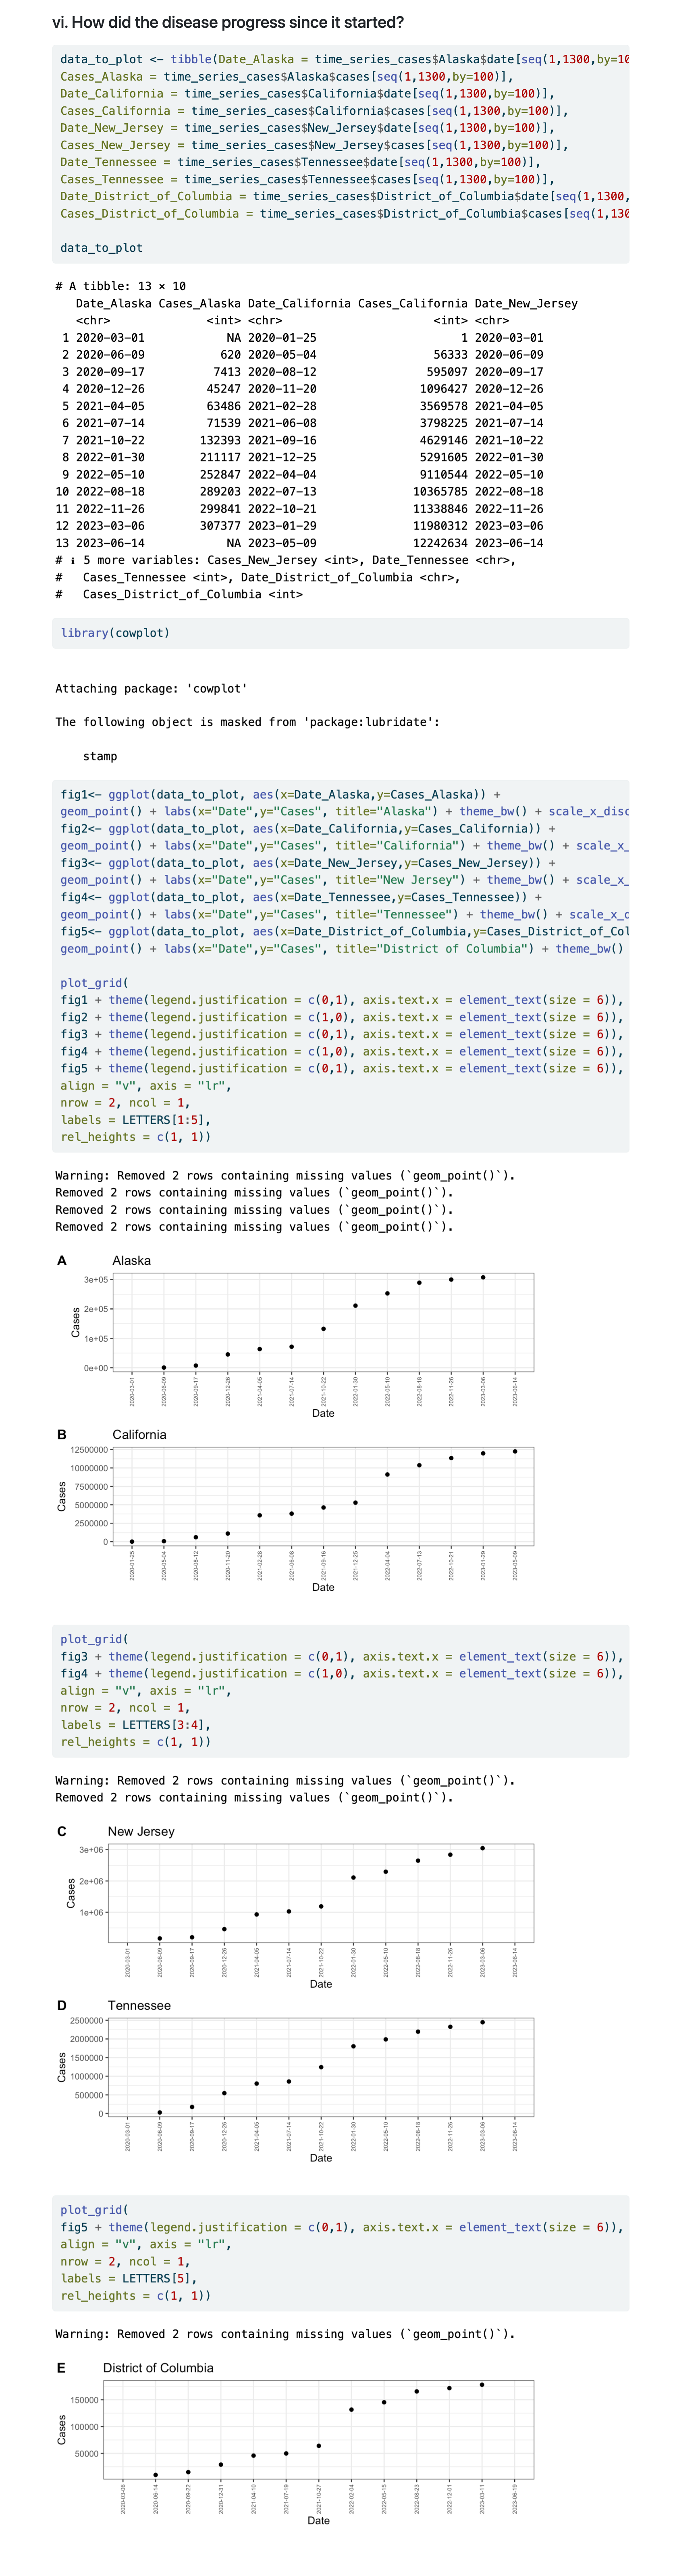 vi. How did the disease progress since it started?
data_to_plot <- tibble(Date_Alaska = time_series_cases$Alaska$date[seq(1,1300,by=10
Cases_Alaska = time_series_cases$Alaska$cases[seq(1,1300,by=100)],
Date_California = time_series_cases$California$date[seq(1,1300,by=100)],
Cases_California = time_series_cases$California$cases[seq(1,1300,by=100)],
Date_New_Jersey = time_series_cases$New_Jersey$date[seq(1,1300,by=100)],
Cases_New_Jersey = time_series_cases$New_Jersey$cases[seq(1,1300,by=100)],
Date_Tennessee = time_series_cases$Tennessee$date[seq(1,1300,by=100)],
Cases_Tennessee = time_series_cases$Tennessee$cases[seq(1,1300,by=100)],
Date_District_of_Columbia = time_series_cases$District_of_Columbia$date[seq(1,1300,
Cases_District_of_Columbia = time_series_cases$District_of_Columbia$cases[seq(1,130
data_to_plot
# A tibble: 13 × 10
Date_Alaska Cases_Alaska Date_California Cases_California Date_New_Jersey
<chr> <int> <chr> <int> <chr>
1 2020-03-01 NA 2020-01-25 1 2020-03-01
2 2020-06-09 620 2020-05-04 56333 2020-06-09
3 2020-09-17 7413 2020-08-12 595097 2020-09-17
4 2020-12-26 45247 2020-11-20 1096427 2020-12-26
5 2021-04-05 63486 2021-02-28 3569578 2021-04-05
6 2021-07-14 71539 2021-06-08 3798225 2021-07-14
7 2021-10-22 132393 2021-09-16 4629146 2021-10-22
8 2022-01-30 211117 2021-12-25 5291605 2022-01-30
9 2022-05-10 252847 2022-04-04 9110544 2022-05-10
10 2022-08-18 289203 2022-07-13 10365785 2022-08-18
11 2022-11-26 299841 2022-10-21 11338846 2022-11-26
12 2023-03-06 307377 2023-01-29 11980312 2023-03-06
13 2023-06-14 NA 2023-05-09 12242634 2023-06-14
# ℹ 5 more variables: Cases_New_Jersey <int>, Date_Tennessee <chr>,
# Cases_Tennessee <int>, Date_District_of_Columbia <chr>,
# Cases_District_of_Columbia <int>
library(cowplot)
Attaching package: 'cowplot'
The following object is masked from 'package:lubridate':
stamp
fig1<- ggplot(data_to_plot, aes(x=Date_Alaska,y=Cases_Alaska)) +
geom_point() + labs(x="Date",y="Cases", title="Alaska") + theme_bw() + scale_x_disc
fig2<- ggplot(data_to_plot, aes(x=Date_California,y=Cases_California)) +
geom_point() + labs(x="Date",y="Cases", title="California") + theme_bw() + scale_x_
fig3<- ggplot(data_to_plot, aes(x=Date_New_Jersey,y=Cases_New_Jersey)) +
geom_point() + labs(x="Date",y="Cases", title="New Jersey") + theme_bw() + scale_x_
fig4<- ggplot(data_to_plot, aes(x=Date_Tennessee,y=Cases_Tennessee)) +
geom_point() + labs(x="Date",y="Cases", title="Tennessee") + theme_bw() + scale_x_d
fig5<- ggplot(data_to_plot, aes(x=Date_District_of_Columbia,y=Cases_District_of_Col
geom_point() + labs(x="Date",y="Cases", title="District of Columbia") + theme_bw()
plot_grid(
fig1 + theme(legend.justification = c(0,1), axis.text.x = element_text(size = 6)),
fig2 + theme(legend.justification = c(1,0), axis.text.x = element_text(size = 6)),
fig3 + theme(legend.justification = c(0,1), axis.text.x = element_text(size = 6)),
fig4 + theme(legend.justification = c(1,0), axis.text.x = element_text(size = 6)),
fig5 + theme(legend.justification = c(0,1), axis.text.x = element_text(size = 6)),
align = "v", axis = "lr",
nrow = 2, ncol = 1,
labels = LETTERS[1:5],
rel_heights = c(1, 1))
Warning: Removed 2 rows containing missing values (`geom_point()`).
Removed 2 rows containing missing values (`geom_point()`).
Removed 2 rows containing missing values (`geom_point()`).
Removed 2 rows containing missing values (`geom_point()`).
A Alaska
3e+05
2e+05
1e+05
0e+00
Cases
2020-03-01 2020-06-09 2020-09-17 2020-12-26 2021-04-05 2021-07-14 2021-10-22 2022-01-30 2022-05-10 2022-08-18 2022-11-26 2023-03-06 2023-06-14
Date
B California
12500000
10000000
7500000
5000000
2500000
0
Cases
2020-01-25 2020-05-04 2020-08-12 2020-11-20 2021-02-28 2021-06-08 2021-09-16 2021-12-25 2022-04-04 2022-07-13 2022-10-21 2023-01-29 2023-05-09
Date
plot_grid(
fig3 + theme(legend.justification = c(0,1), axis.text.x = element_text(size = 6)),
fig4 + theme(legend.justification = c(1,0), axis.text.x = element_text(size = 6)),
align = "v", axis = "lr",
nrow = 2, ncol = 1,
labels = LETTERS[3:4],
rel_heights = c(1, 1))
Warning: Removed 2 rows containing missing values (`geom_point()`).
Removed 2 rows containing missing values (`geom_point()`).
C New Jersey
3e+06
2e+06
1e+06
Cases
2020-03-01 2020-06-09 2020-09-17 2020-12-26 2021-04-05 2021-07-14 2021-10-22 2022-01-30 2022-05-10 2022-08-18 2022-11-26 2023-03-06 2023-06-14
Date
D Tennessee
2500000
2000000
1500000
1000000
500000
0
Cases
2020-03-01 2020-06-09 2020-09-17 2020-12-26 2021-04-05 2021-07-14 2021-10-22 2022-01-30 2022-05-10 2022-08-18 2022-11-26 2023-03-06 2023-06-14
Date
plot_grid(
fig5 + theme(legend.justification = c(0,1), axis.text.x = element_text(size = 6)),
align = "v", axis = "lr",
nrow = 2, ncol = 1,
labels = LETTERS[5],
rel_heights = c(1, 1))
Warning: Removed 2 rows containing missing values (`geom_point()`).
E District of Columbia
150000
100000
50000
Cases
2020-03-06 2020-06-14 2020-09-22 2020-12-31 2021-04-10 2021-07-19 2021-10-27 2022-02-04 2022-05-15 2022-08-23 2022-12-01 2023-03-11 2023-06-19
Date